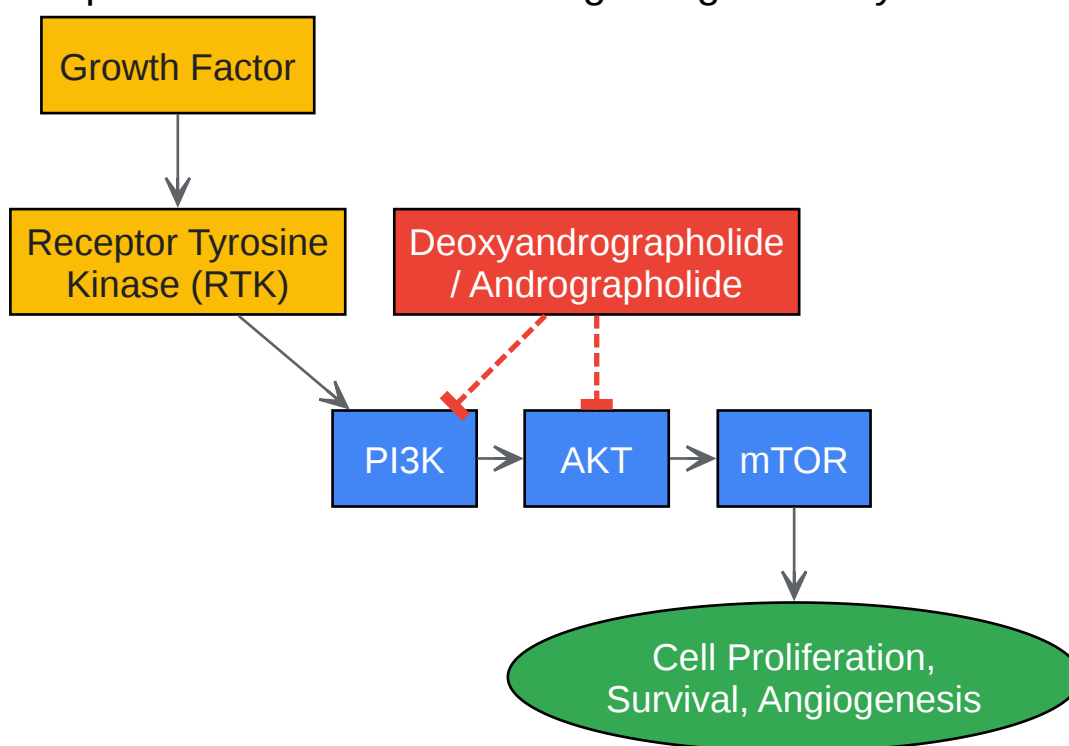 Growth Factor
Receptor Tyrosine
Kinase (RTK)
Deoxyandrographolide
/ Andrographolide
PI3K
AKT
mTOR
Cell Proliferation,
Survival, Angiogenesis